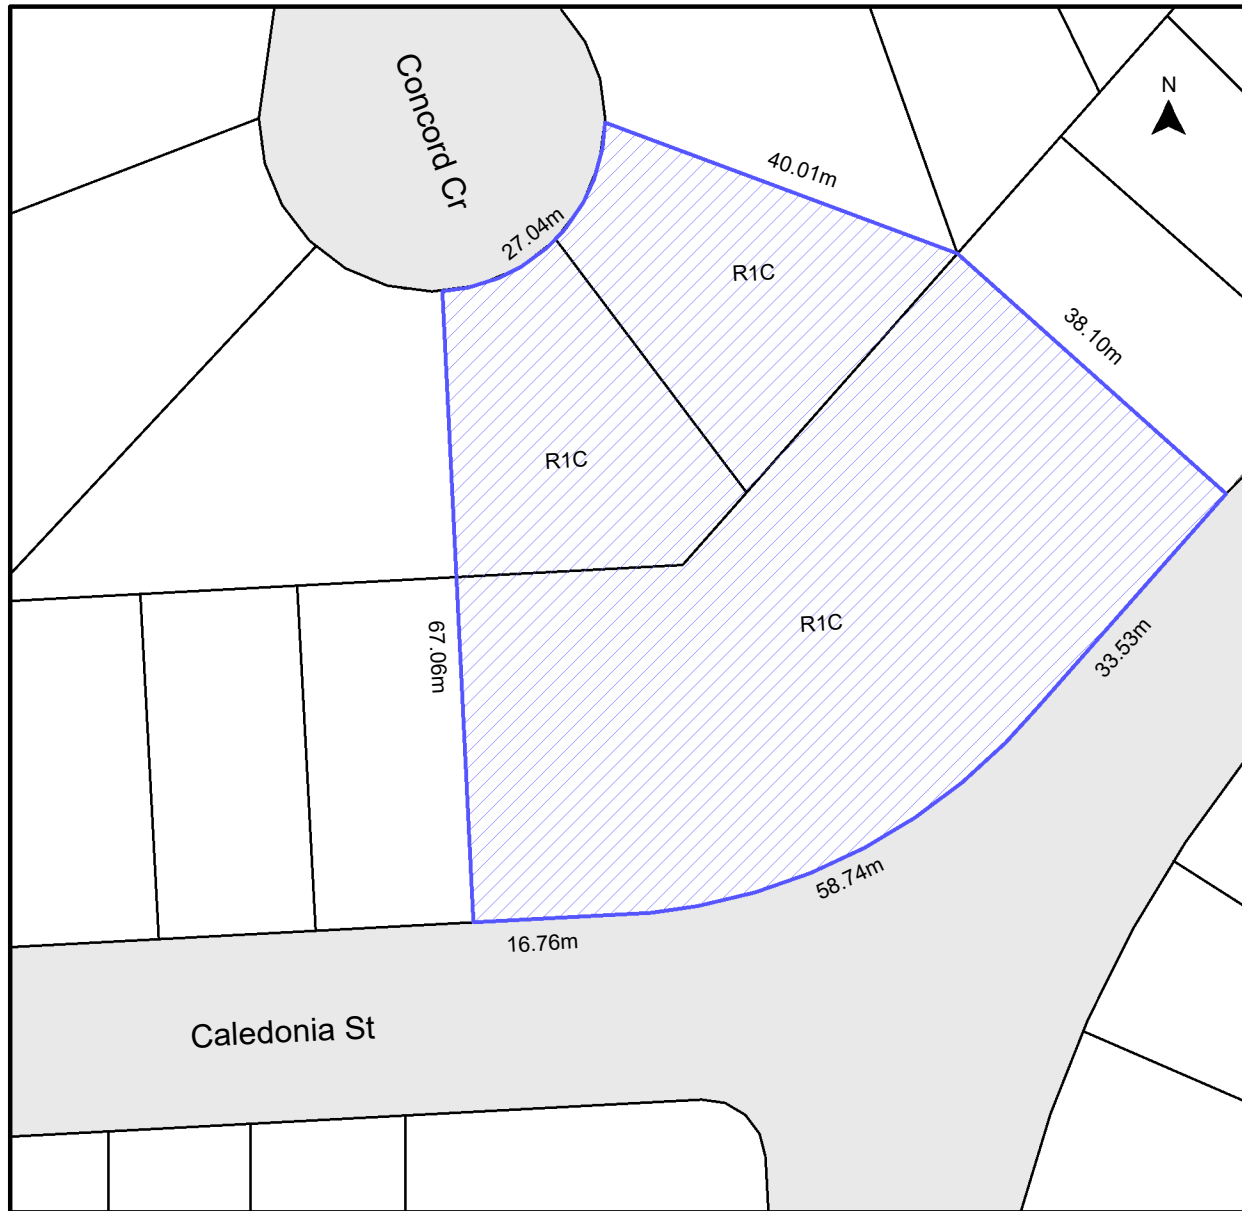 Concord Cr
N
40.01m
27.04m
R1C
38.10m
R1C
R1C
67.06m
33.53m
58.74m
16.76m
Caledonia St